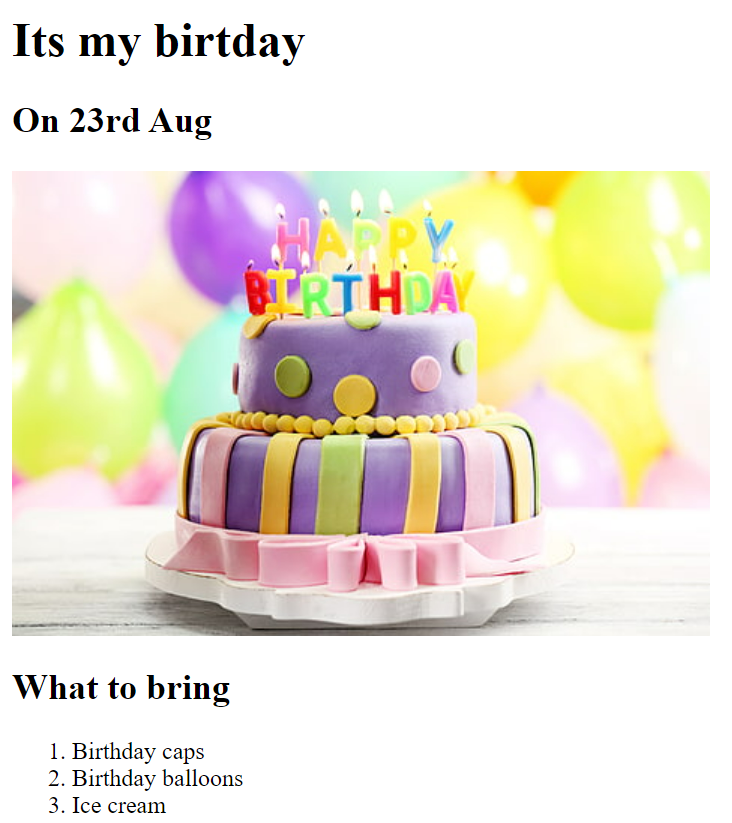 Its my birtday
On 23rd Aug
HAPPY
BIRTHDAY
What to bring
1. Birthday caps
2. Birthday balloons
3. Ice cream